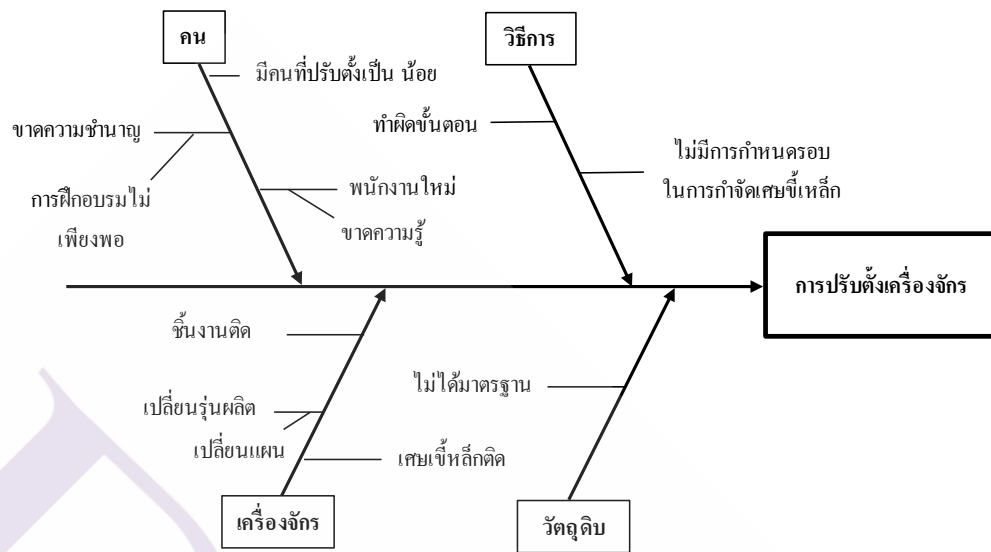 คน
วิธีการ
มีคนที่ปรับตั้งเป็น น้อย
ขาดความชำนาญ
ทำผิดขั้นตอน
ไม่มีการกำหนดรอบ
ในการกำจัดเศษขี้เหล็ก
การฝึกอบรมไม่
เพียงพอ
พนักงานใหม่
ขาดความรู้
การปรับตั้งเครื่องจักร
ชิ้นงานติด
ไม่ได้มาตรฐาน
เปลี่ยนรุ่นผลิต
เปลี่ยนแผน
เศษเขี้หล็กติด
เครื่องจักร
วัตถุดิบ